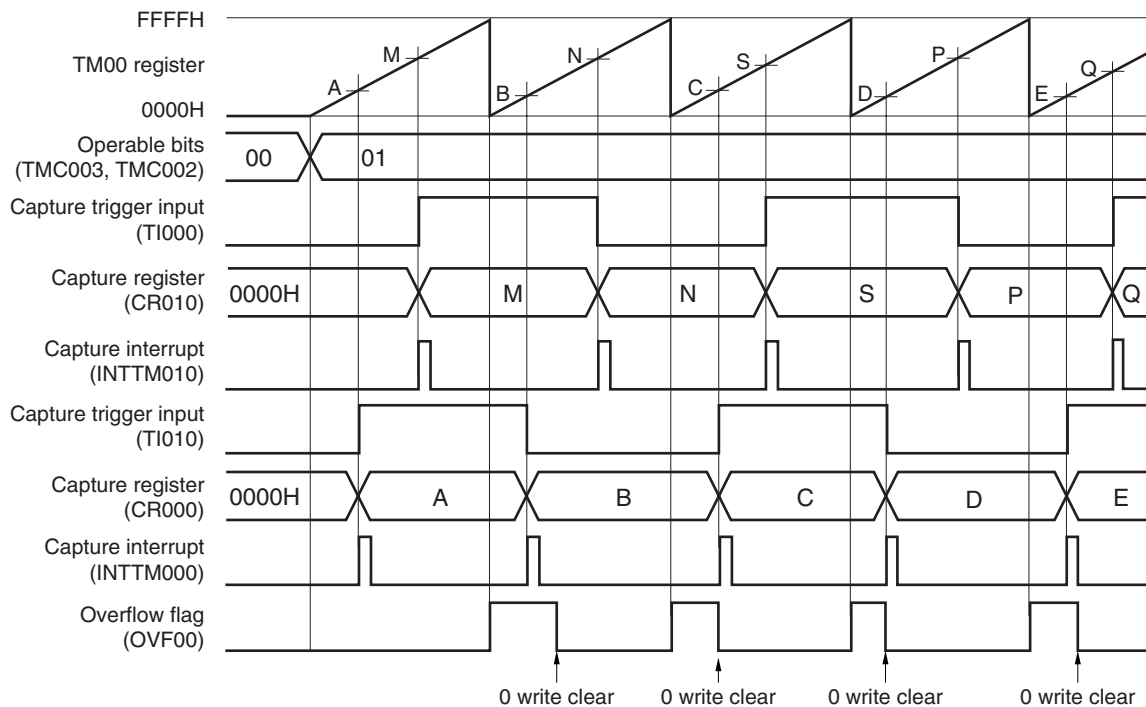 FFFFH
TM00 register
0000H
A M B N C S D P E Q
Operable bits
(TMC003, TMC002)
00 01
Capture trigger input
(TI000)
Capture register
(CR010)
0000H M N S P Q
Capture interrupt
(INTTM010)
Capture trigger input
(TI010)
Capture register
(CR000)
0000H A B C D E
Capture interrupt
(INTTM000)
Overflow flag
(OVF00)
0 write clear 0 write clear 0 write clear 0 write clear